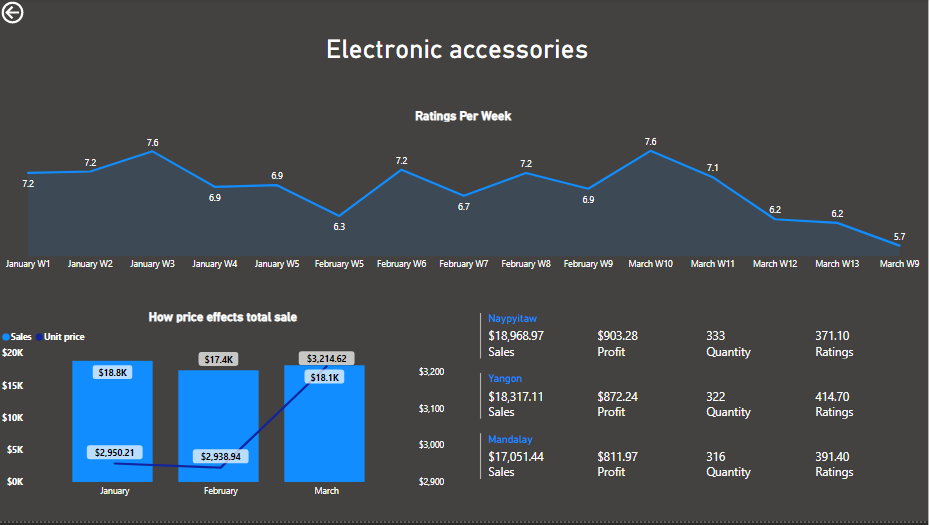 Electronic accessories
Ratings Per Week
7.2
7.2
7.6
6.9
6.9
6.3
7.2
6.7
7.2
6.9
7.6
7.1
6.2
6.2
5.7
January W1 January W2 January W3 January W4 January W5 February W5 February W6 February W7 February W8 February W9 March W10 March W11 March W12 March W13 March W9
How price effects total sale
Sales Unit price
$20K
$15K
$10K
$5K
$0K
$18.8K
$17.4K
$3,214.62
$18.1K
$2,950.21
$2,938.94
$3,200
$3,100
$3,000
$2,900
January February March
Naypyitaw
$18,968.97 $903.28 333 371.10
Sales Profit Quantity Ratings
Yangon
$18,317.11 $872.24 322 414.70
Sales Profit Quantity Ratings
Mandalay
$17,051.44 $811.97 316 391.40
Sales Profit Quantity Ratings